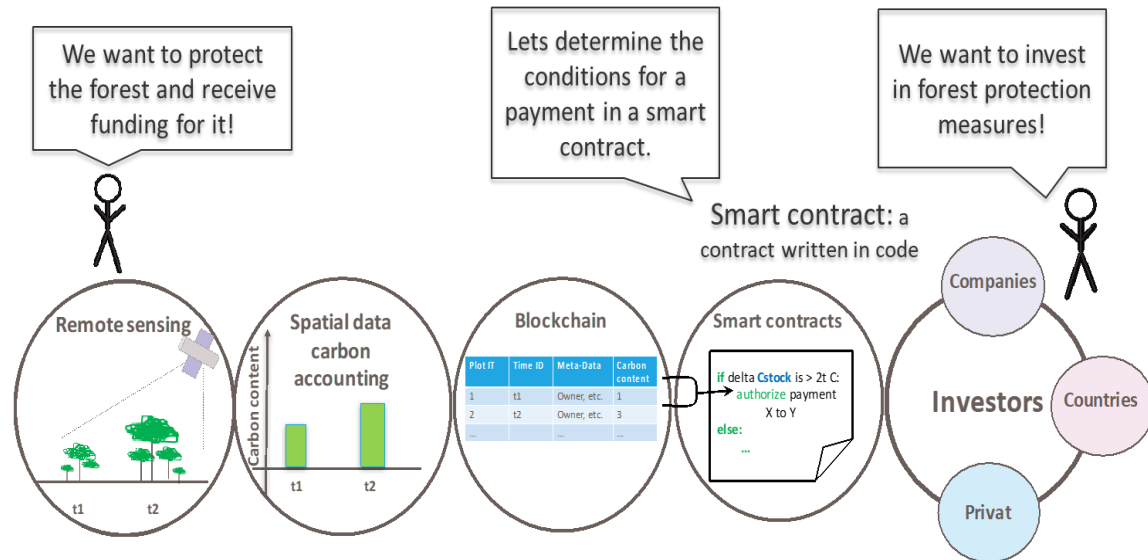 We want to protect
the forest and receive
funding for it!
Lets determine the
conditions for a
payment in a smart
contract.
We want to invest
in forest protection
measures!
Smart contract: a
contract written in code
Remote sensing
t1 t2
Spatial data
carbon
accounting
Carbon content
t1 t2
Blockchain
Plot IT Time ID Meta-Data Carbon
content
1 t1 Owner, etc. 1
2 t2 Owner, etc. 3
... ... ...
Smart contracts
if delta Cstock is > 2t C:
authorize payment
X to Y
else:
...
Investors
Companies
Countries
Privat